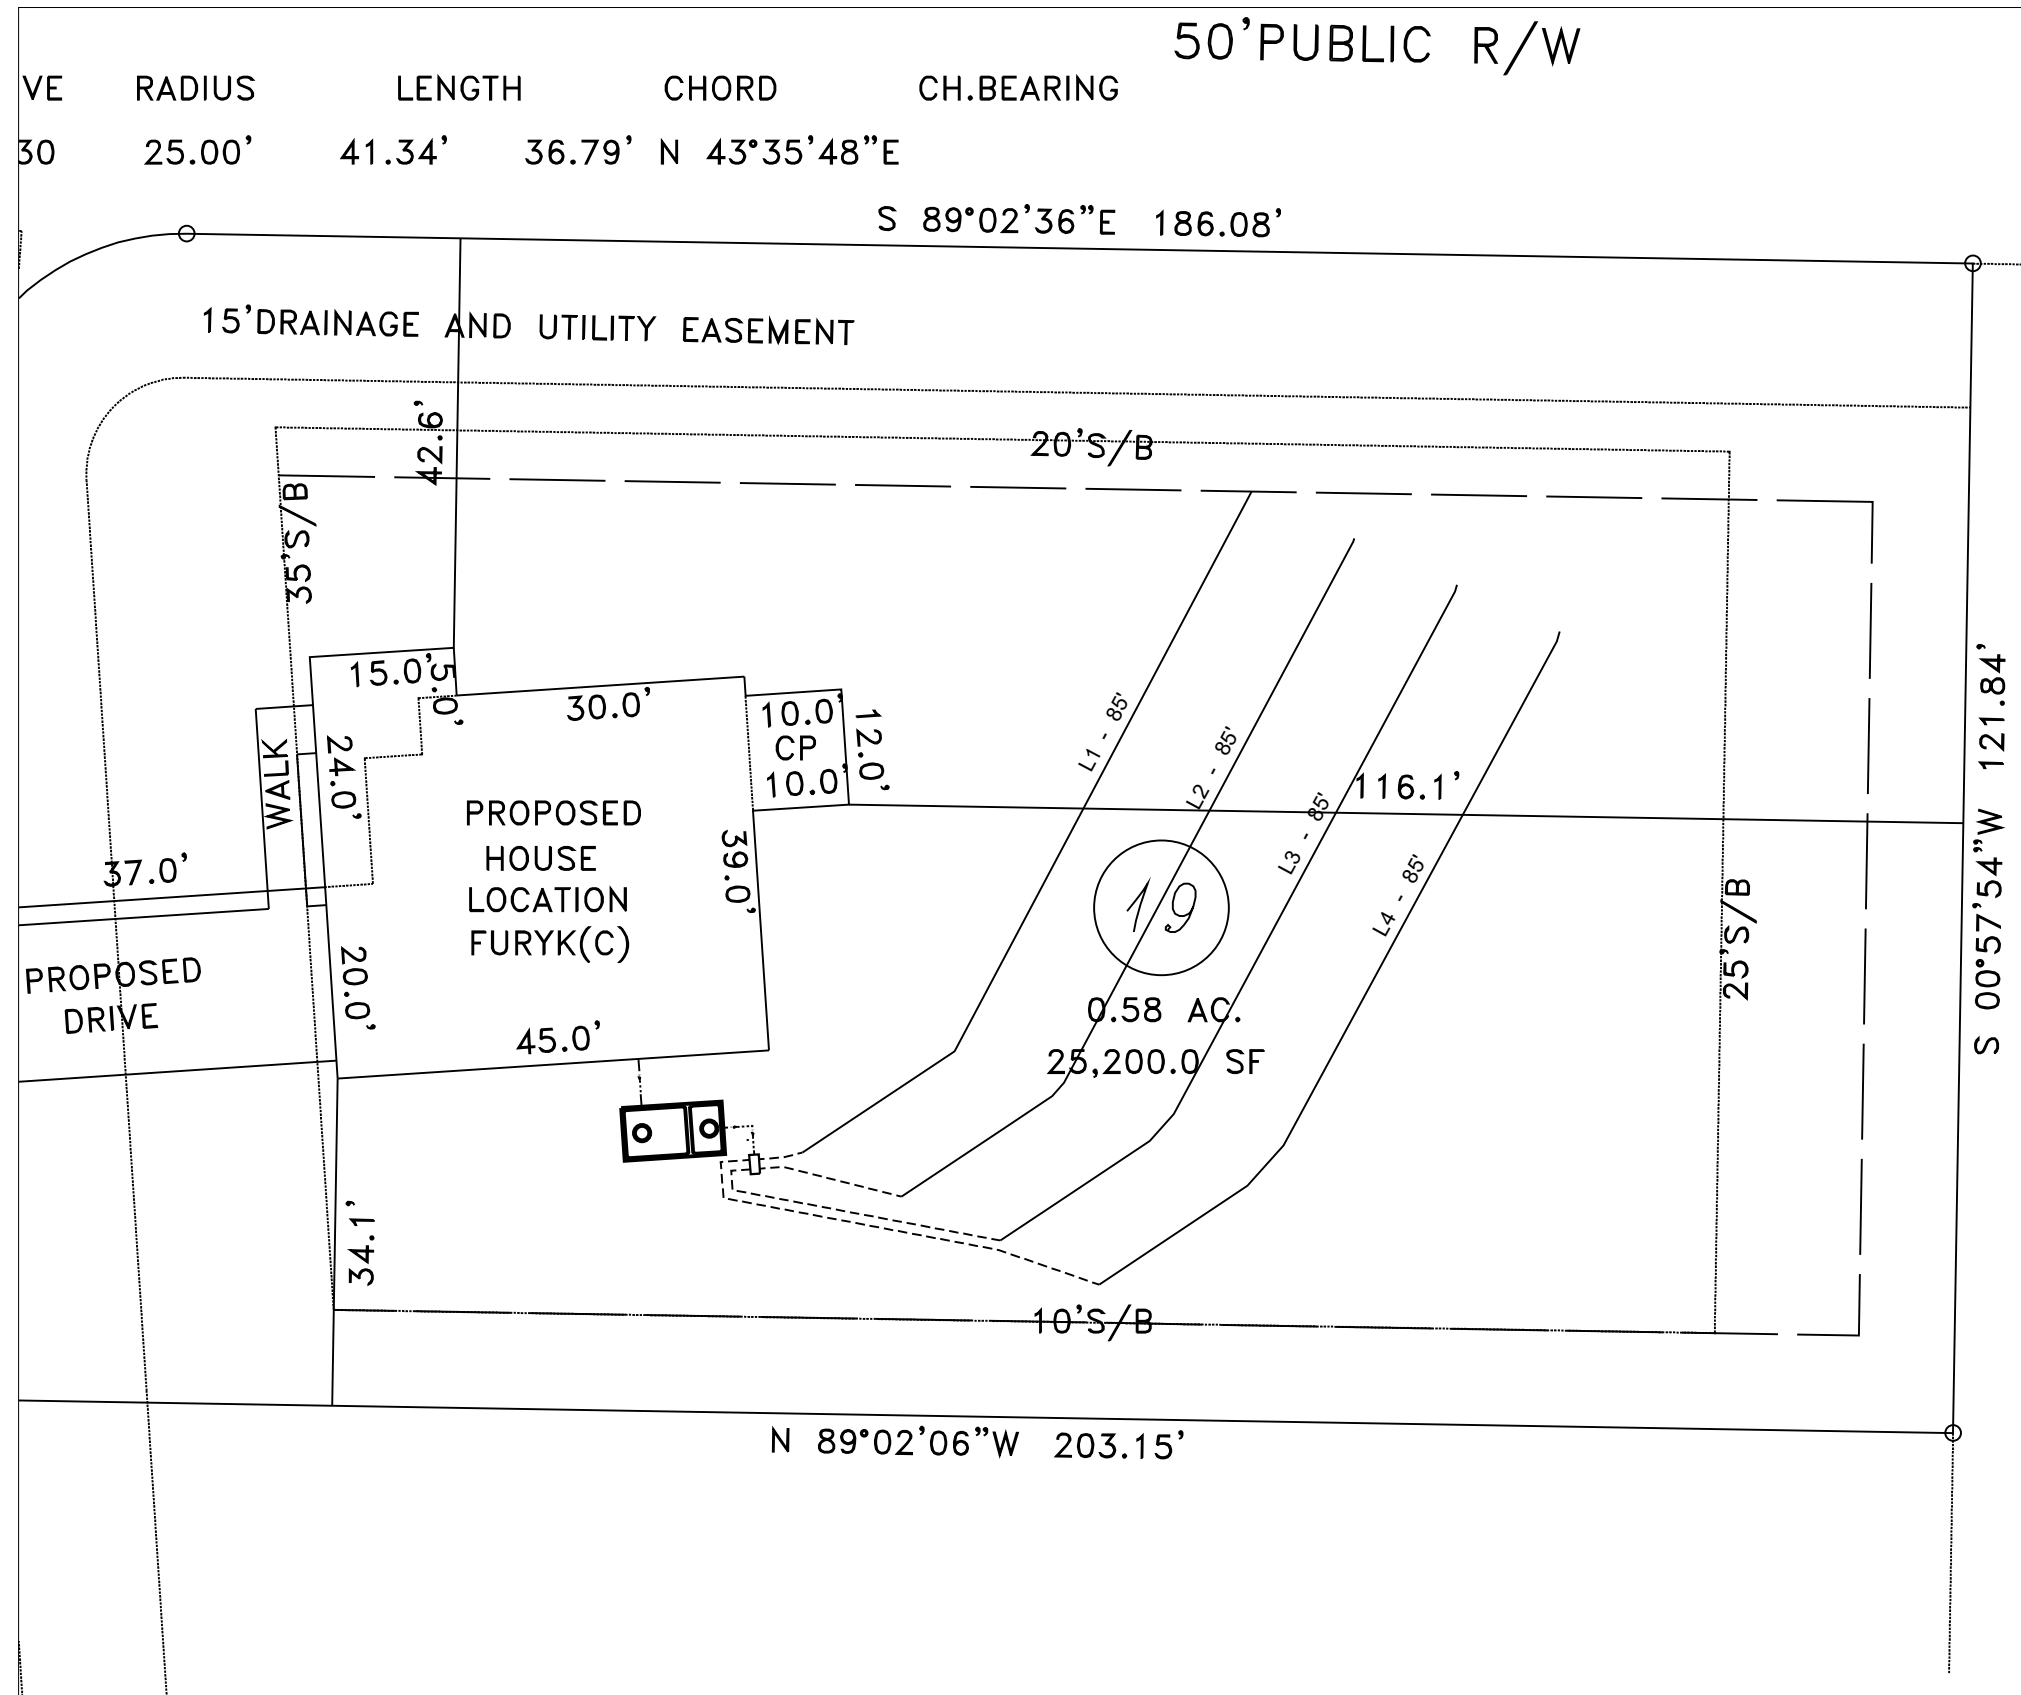 50'PUBLIC R/W
VE RADIUS LENGTH CHORD CH.BEARING
30 25.00' 41.34' 36.79' N 43°35'48"E
S 89°02'36"E 186.08'
15'DRAINAGE AND UTILITY EASEMENT
42.6'
20'S/B
35'S/B
15.0'
5.0'
30.0'
10.0'
CP
10.0'
12.0'
WALK
24.0'
L1 - 85'
L2 - 85'
L3 - 85'
L4 - 85'
116.1'
S 00°57'54"W 121.84'
PROPOSED
HOUSE
LOCATION
FURYK(C)
39.0'
37.0'
19
25'S/B
PROPOSED
DRIVE
20.0'
45.0'
0.58 AC.
25,200.0 SF
34.1'
10'S/B
N 89°02'06"W 203.15'